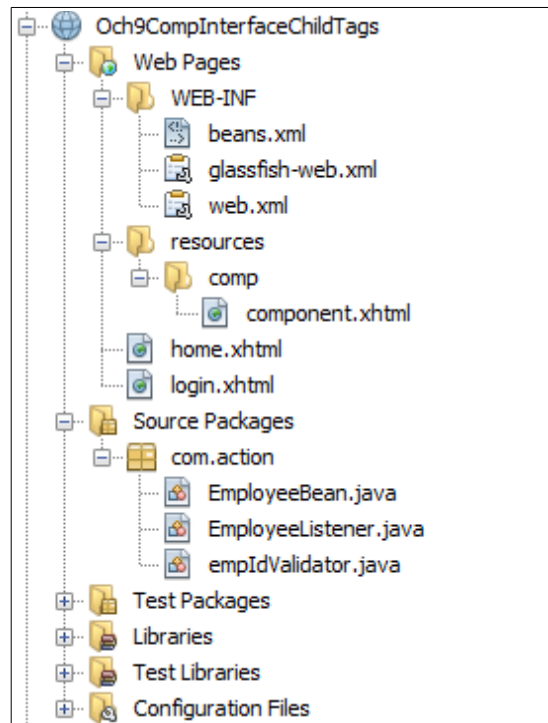 Och9CompInterfaceChildTags
Web Pages
WEB-INF
beans.xml
glassfish-web.xml
web.xml
resources
comp
component.xhtml
home.xhtml
login.xhtml
Source Packages
com.action
EmployeeBean.java
EmployeeListener.java
empIdValidator.java
Test Packages
Libraries
Test Libraries
Configuration Files